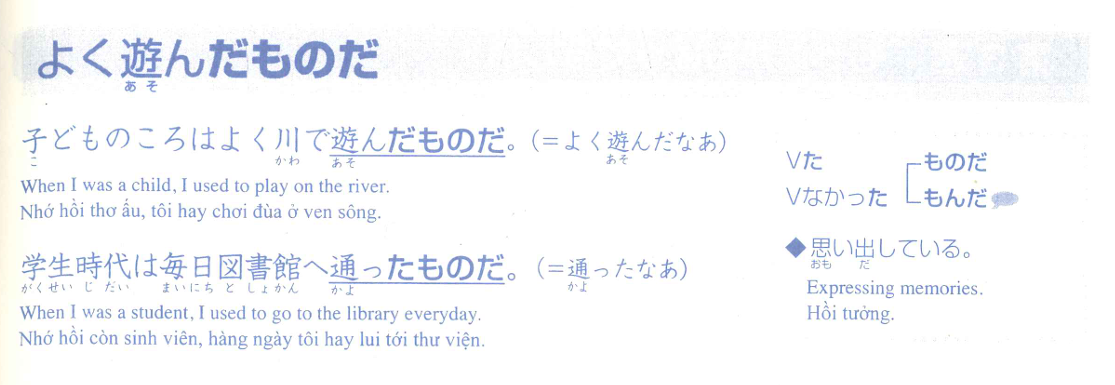 よく遊んだものだ
あそ
子どものころはよく川で遊んだものだ。(=よく遊んだなあ)
こ かわ あそ あそ
When I was a child, I used to play on the river.
Nhớ hồi thơ ấu, tôi hay chơi đùa ở ven sông.
学生時代は毎日図書館へ通ったものだ。(=通ったなあ)
がくせい じ だい まいにち と しょ かん かよ かよ
When I was a student, I used to go to the library everyday.
Nhớ hồi còn sinh viên, hàng ngày tôi hay lui tới thư viện.
Vた ものだ
Vなかった もんだ
◆思い出している。
おも だ
Expressing memories.
Hồi tưởng.